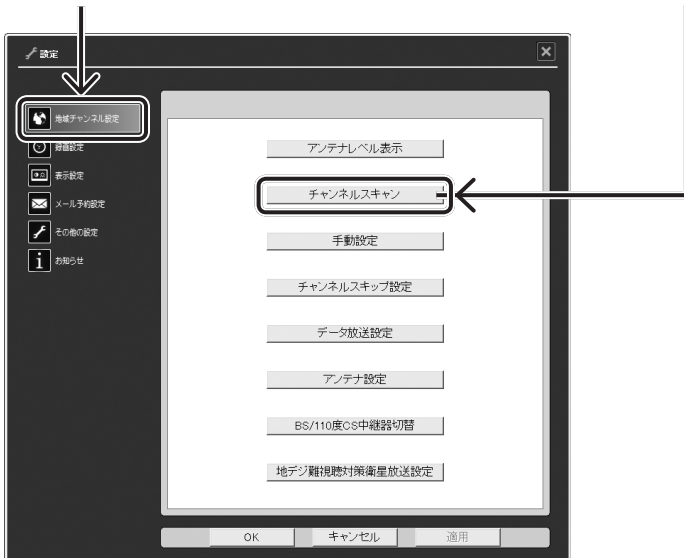 設定
地域チャンネル設定
録画設定
表示設定
メール予約設定
その他の設定
お知らせ
アンテナレベル表示
チャンネルスキャン
手動設定
チャンネルスキップ設定
データ放送設定
アンテナ設定
BS/110度CS中継器切替
地デジ難視聴対策衛星放送設定
OK
キャンセル
適用